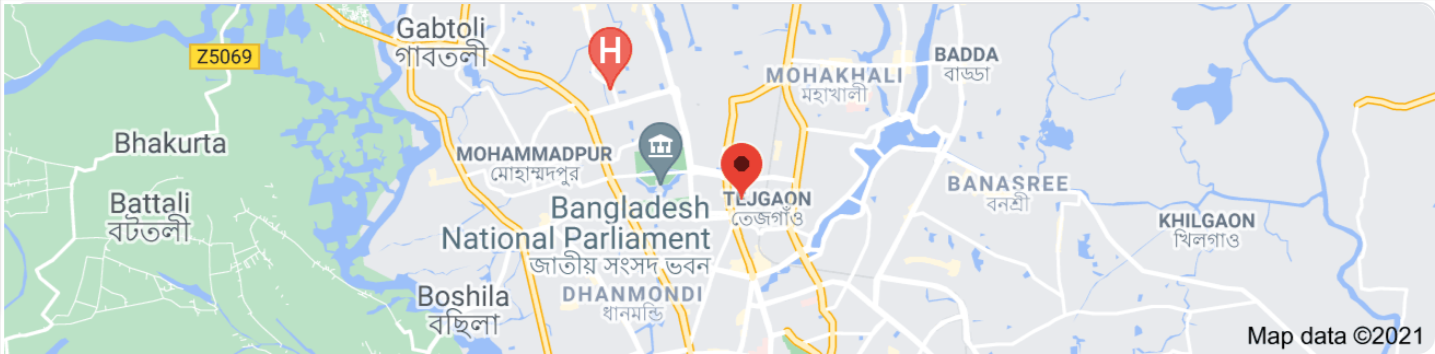 Gabtoli
গাবতলী
Z5069
H
MOHAKHALI
মহাখালী
BADDA
বাড্ডা
Bhakurta
MOHAMMADPUR
মোহাম্মদপুর
Battali
বটতলী
TEJGAON
তেজগাঁও
BANASREE
বনশ্রী
KHILGAON
খিলগাও
Bangladesh
National Parliament
জাতীয় সংসদ ভবন
Boshila
বছিলা
DHANMONDI
ধানমন্ডি
Map data ©2021